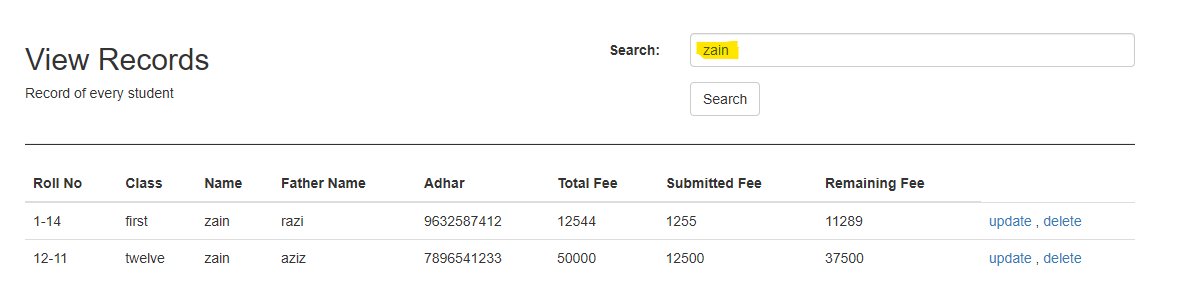 View Records
Record of every student
Search: zain
Search
Roll No Class Name Father Name Adhar Total Fee Submitted Fee Remaining Fee
1-14 first zain razi 9632587412 12544 1255 11289 update , delete
12-11 twelve zain aziz 7896541233 50000 12500 37500 update , delete